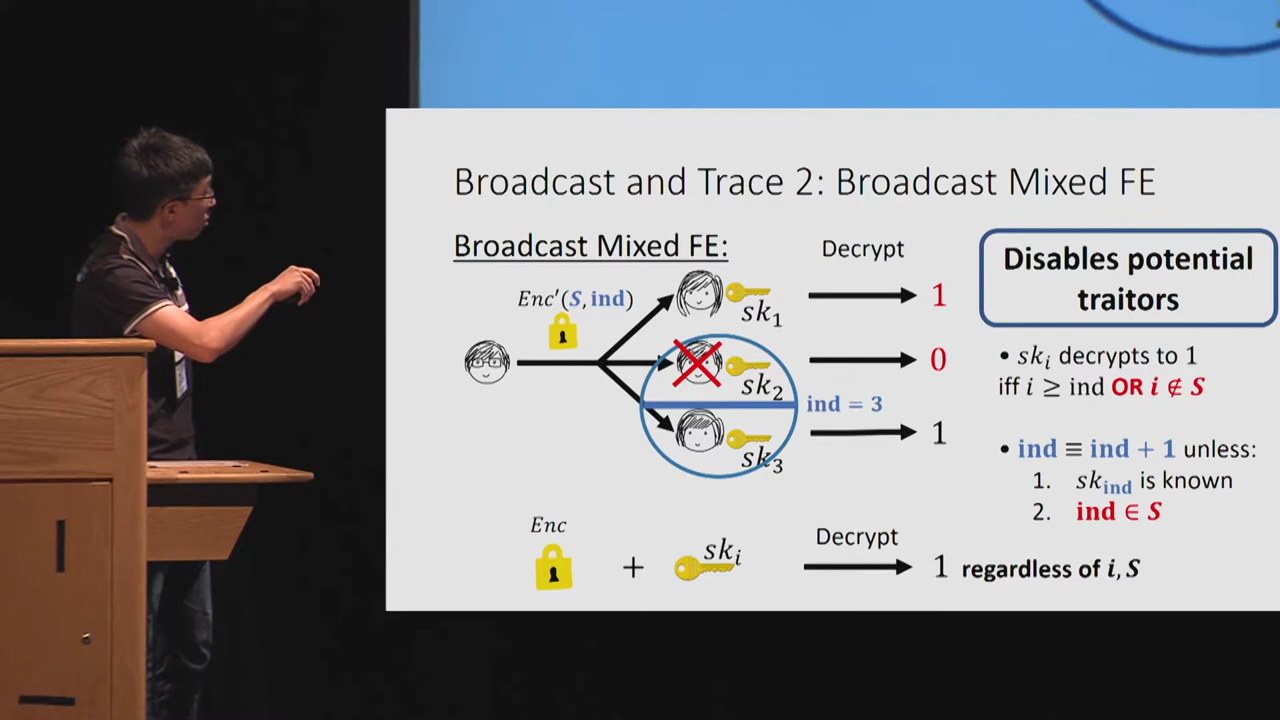 Broadcast and Trace 2: Broadcast Mixed FE
Broadcast Mixed FE:
Decrypt
Disables potential
traitors
Enc′(S, ind)
sk₁
1
sk₂
0
ind = 3
sk₃
1
• skᵢ decrypts to 1
iff i ≥ ind OR i ∉ S
• ind ≡ ind + 1 unless:
1. sk_ind is known
2. ind ∈ S
Enc
+
skᵢ
Decrypt
1 regardless of i, S